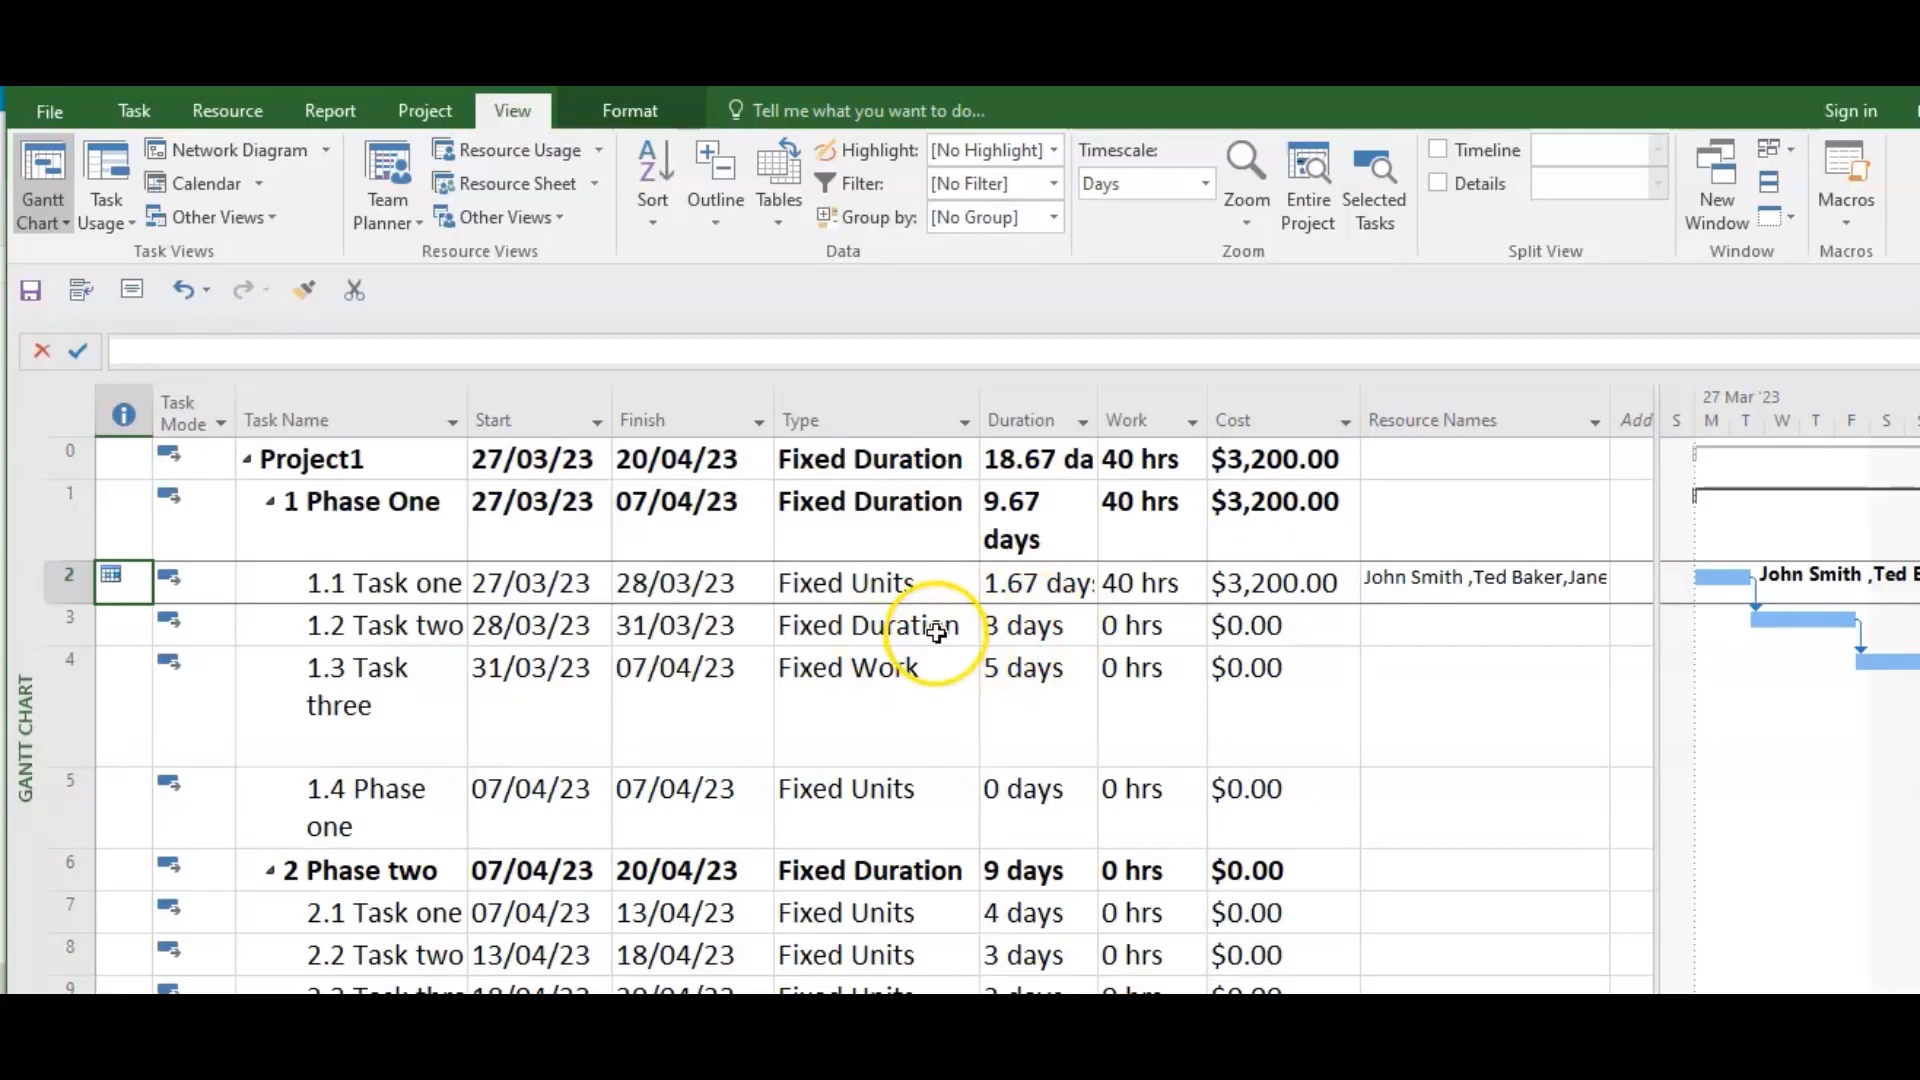 File Task Resource Report Project View Format Tell me what you want to do... Sign in
Network Diagram Resource Usage Highlight: [No Highlight] Timescale: Timeline
Calendar Resource Sheet Filter: [No Filter] Days Details
Gantt Chart Task Usage Other Views Team Planner Other Views Sort Outline Tables Group by: [No Group] Zoom Entire Project Selected Tasks New Window Macros
Task Views Resource Views Data Zoom Split View Window Macros
27 Mar '23
Task Mode Task Name Start Finish Type Duration Work Cost Resource Names Add S M T W T F S
0 Project1 27/03/23 20/04/23 Fixed Duration 18.67 da 40 hrs $3,200.00
1 1 Phase One 27/03/23 07/04/23 Fixed Duration 9.67 days 40 hrs $3,200.00
2 1.1 Task one 27/03/23 28/03/23 Fixed Units 1.67 days 40 hrs $3,200.00 John Smith ,Ted Baker,Jane John Smith ,Ted B
3 1.2 Task two 28/03/23 31/03/23 Fixed Duration 3 days 0 hrs $0.00
4 1.3 Task three 31/03/23 07/04/23 Fixed Work 5 days 0 hrs $0.00
5 1.4 Phase one 07/04/23 07/04/23 Fixed Units 0 days 0 hrs $0.00
6 2 Phase two 07/04/23 20/04/23 Fixed Duration 9 days 0 hrs $0.00
7 2.1 Task one 07/04/23 13/04/23 Fixed Units 4 days 0 hrs $0.00
8 2.2 Task two 13/04/23 18/04/23 Fixed Units 3 days 0 hrs $0.00
9
GANTT CHART